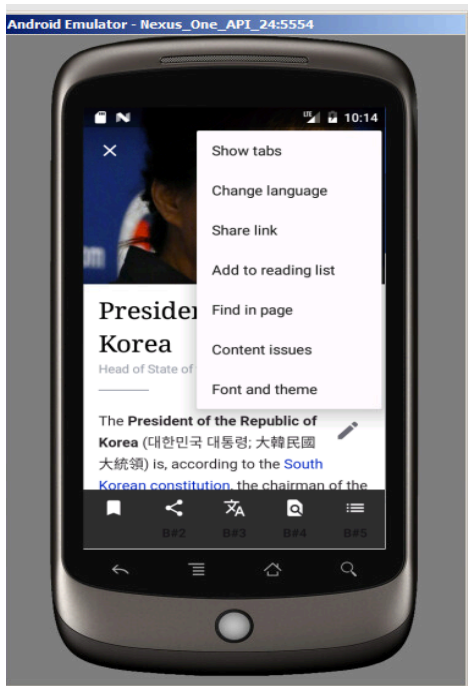 Android Emulator - Nexus_One_API_24:5554
LTE 10:14
om
Show tabs
Change language
Share link
Add to reading list
Find in page
Content issues
Font and theme
Presiden
Korea
Head of State of
The President of the Republic of
Korea (대한민국 대통령; 大韓民國
大統領) is, according to the South
Korean constitution, the chairman of the
B#2 B#3 B#4 B#5